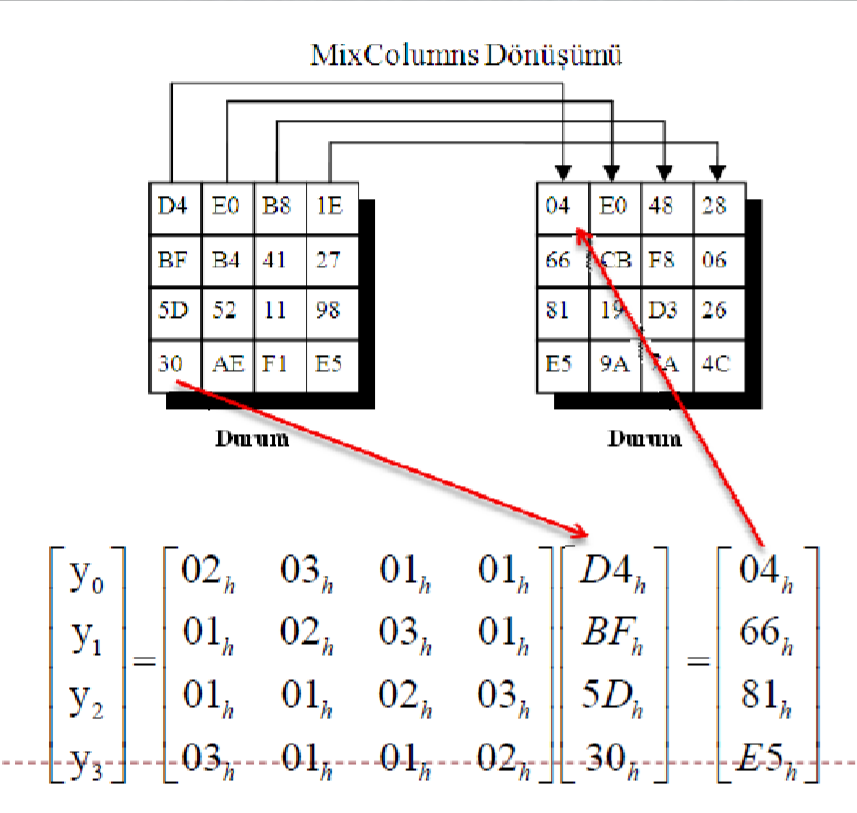 MixColumns Dönüşümü
D4 E0 B8 1E 04 E0 48 28
BF B4 41 27 66 CB F8 06
5D 52 11 98 81 19 D3 26
30 AE F1 E5 E5 9A 7A 4C
Durum Durum
y₀ 02ₕ 03ₕ 01ₕ 01ₕ D4ₕ 04ₕ
y₁ = 01ₕ 02ₕ 03ₕ 01ₕ BFₕ = 66ₕ
y₂ 01ₕ 01ₕ 02ₕ 03ₕ 5Dₕ 81ₕ
y₃ 03ₕ 01ₕ 01ₕ 02ₕ 30ₕ E5ₕ